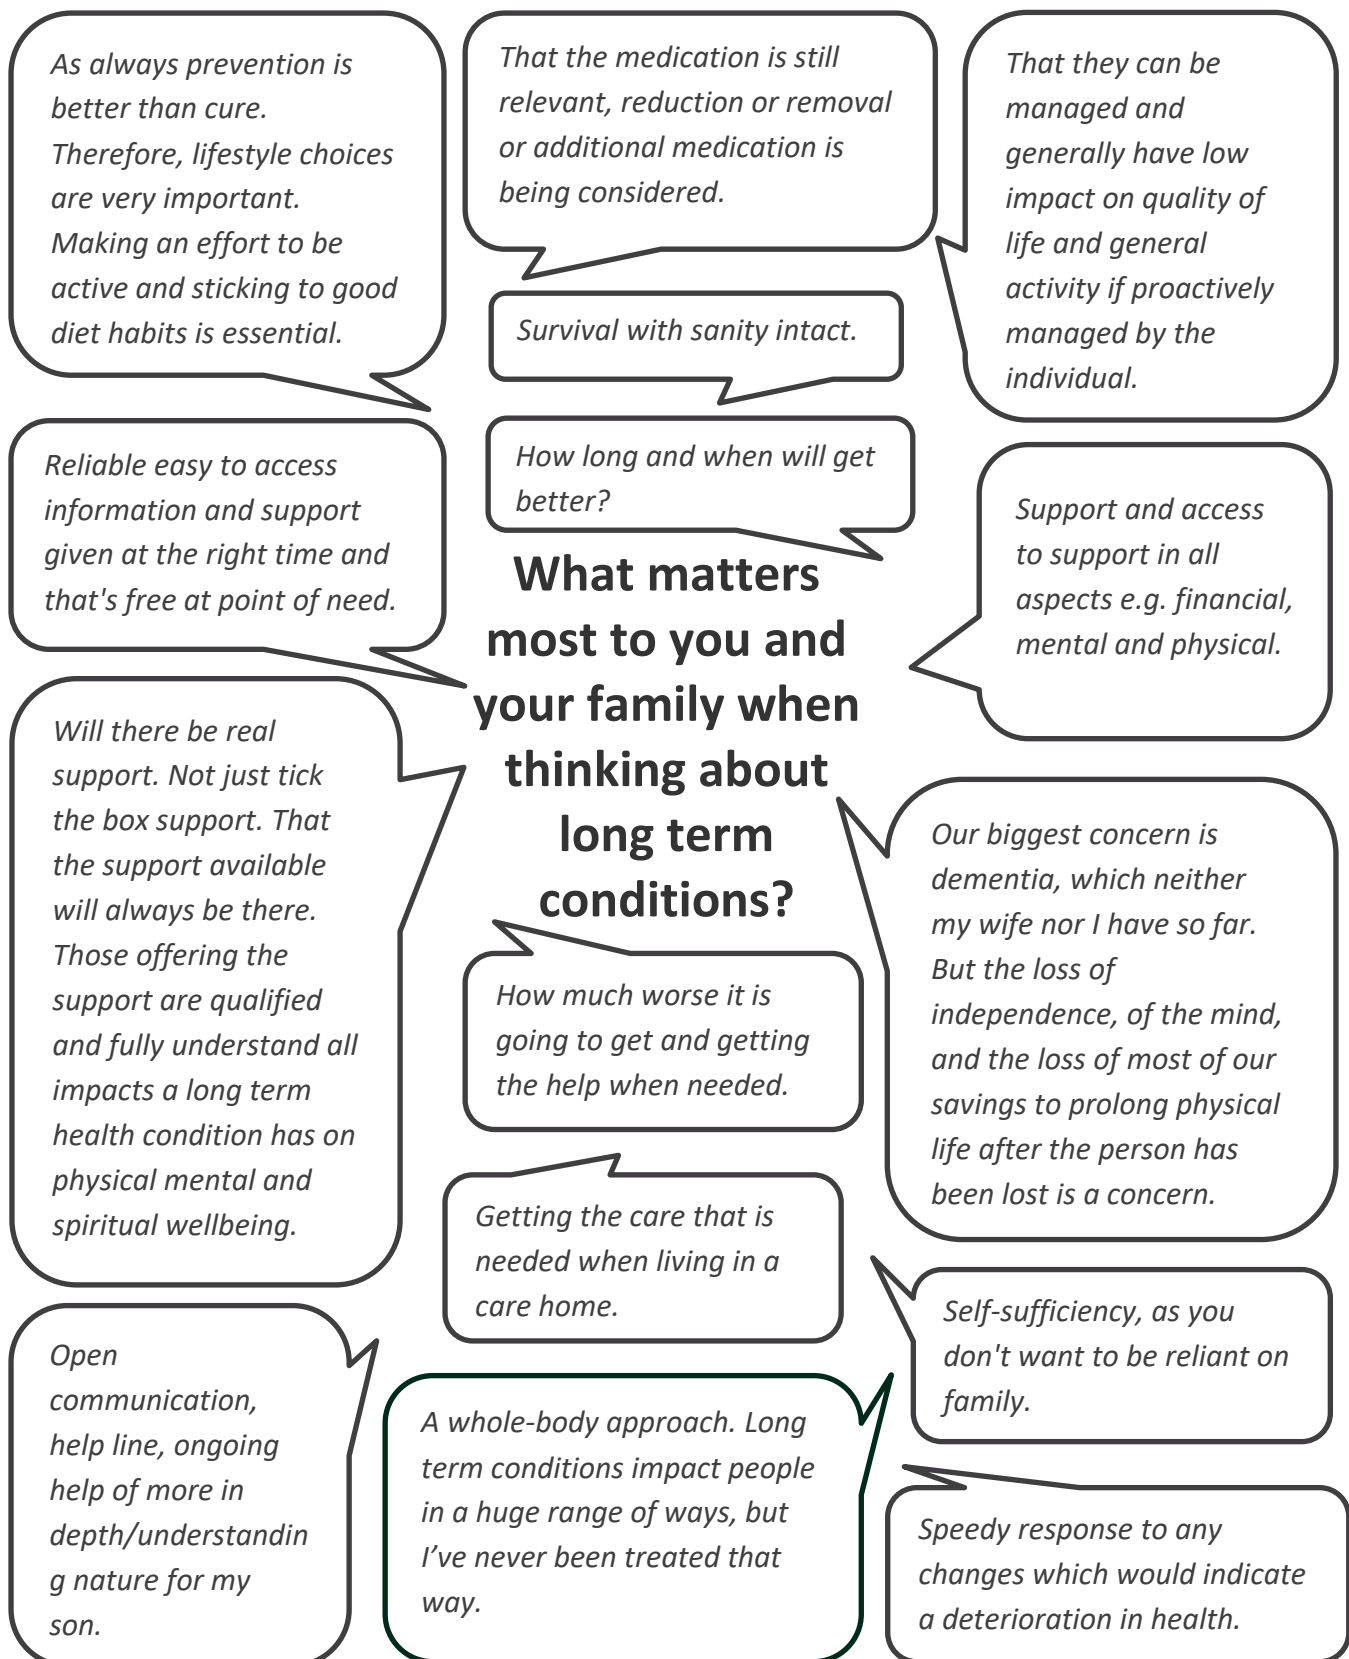 As always prevention is
better than cure.
Therefore, lifestyle choices
are very important.
Making an effort to be
active and sticking to good
diet habits is essential.
That the medication is still
relevant, reduction or removal
or additional medication is
being considered.
That they can be
managed and
generally have low
impact on quality of
life and general
activity if proactively
managed by the
individual.
Survival with sanity intact.
Reliable easy to access
information and support
given at the right time and
that's free at point of need.
How long and when will get
better?
Support and access
to support in all
aspects e.g. financial,
mental and physical.
What matters
most to you and
your family when
thinking about
long term
conditions?
Will there be real
support. Not just tick
the box support. That
the support available
will always be there.
Those offering the
support are qualified
and fully understand all
impacts a long term
health condition has on
physical mental and
spiritual wellbeing.
Our biggest concern is
dementia, which neither
my wife nor I have so far.
But the loss of
independence, of the mind,
and the loss of most of our
savings to prolong physical
life after the person has
been lost is a concern.
How much worse it is
going to get and getting
the help when needed.
Getting the care that is
needed when living in a
care home.
Self-sufficiency, as you
don't want to be reliant on
family.
Open
communication,
help line, ongoing
help of more in
depth/understandin
g nature for my
son.
A whole-body approach. Long
term conditions impact people
in a huge range of ways, but
I’ve never been treated that
way.
Speedy response to any
changes which would indicate
a deterioration in health.